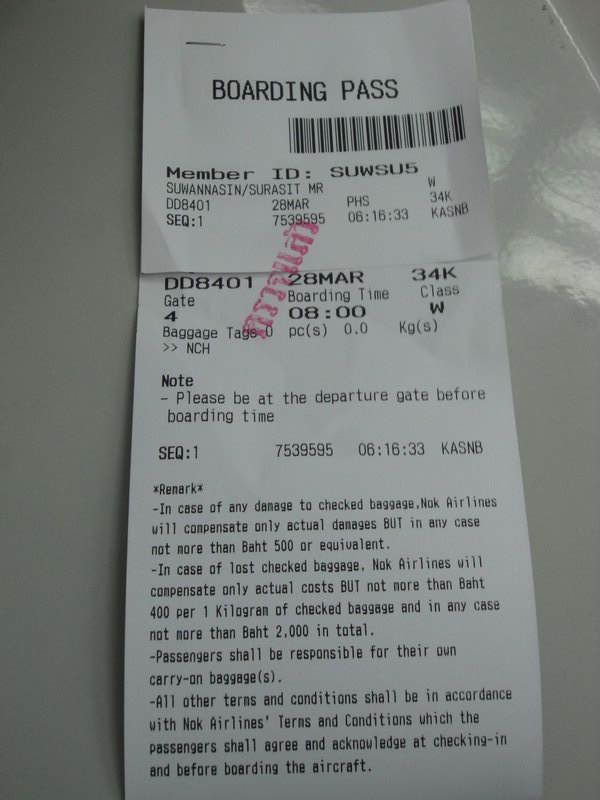 BOARDING PASS
Member ID: SUWSU5
SUWANNASIN/SURASIT MR W
DD8401 28MAR PHS 34K
SEQ:1 7539595 06:16:33 KASNB
DD8401 28MAR 34K
Gate Boarding Time Class
4 08:00 W
Baggage Tags 0 pc(s) 0.0 Kg(s)
>> NCH
Note
- Please be at the departure gate before
boarding time
SEQ:1 7539595 06:16:33 KASNB
*Remark*
-In case of any damage to checked baggage,Nok Airlines
will compensate only actual damages BUT in any case
not more than Baht 500 or equivalent.
-In case of lost checked baggage, Nok Airlines will
compensate only actual costs BUT not more than Baht
400 per 1 Kilogram of checked baggage and in any case
not more than Baht 2,000 in total.
-Passengers shall be responsible for their own
carry-on baggage(s).
-All other terms and conditions shall be in accordance
with Nok Airlines' Terms and Conditions which the
passengers shall agree and acknowledge at checking-in
and before boarding the aircraft.